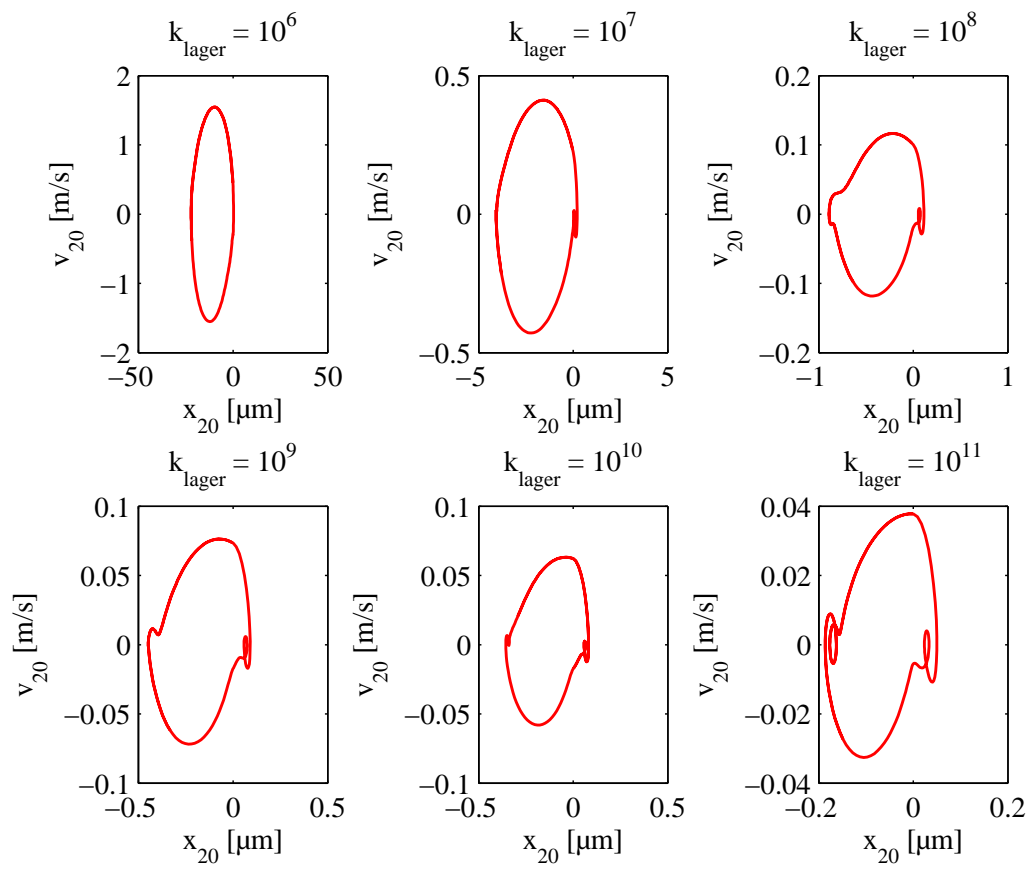 k_lager = 10^6
k_lager = 10^7
k_lager = 10^8
2
1
0
−1
−2
v_20 [m/s]
−50 0 50
x_20 [µm]
0.5
0
−0.5
v_20 [m/s]
−5 0 5
x_20 [µm]
0.2
0.1
0
−0.1
−0.2
v_20 [m/s]
−1 0 1
x_20 [µm]
k_lager = 10^9
k_lager = 10^10
k_lager = 10^11
0.1
0.05
0
−0.05
−0.1
v_20 [m/s]
−0.5 0 0.5
x_20 [µm]
0.1
0.05
0
−0.05
−0.1
v_20 [m/s]
−0.5 0 0.5
x_20 [µm]
0.04
0.02
0
−0.02
−0.04
v_20 [m/s]
−0.2 0 0.2
x_20 [µm]